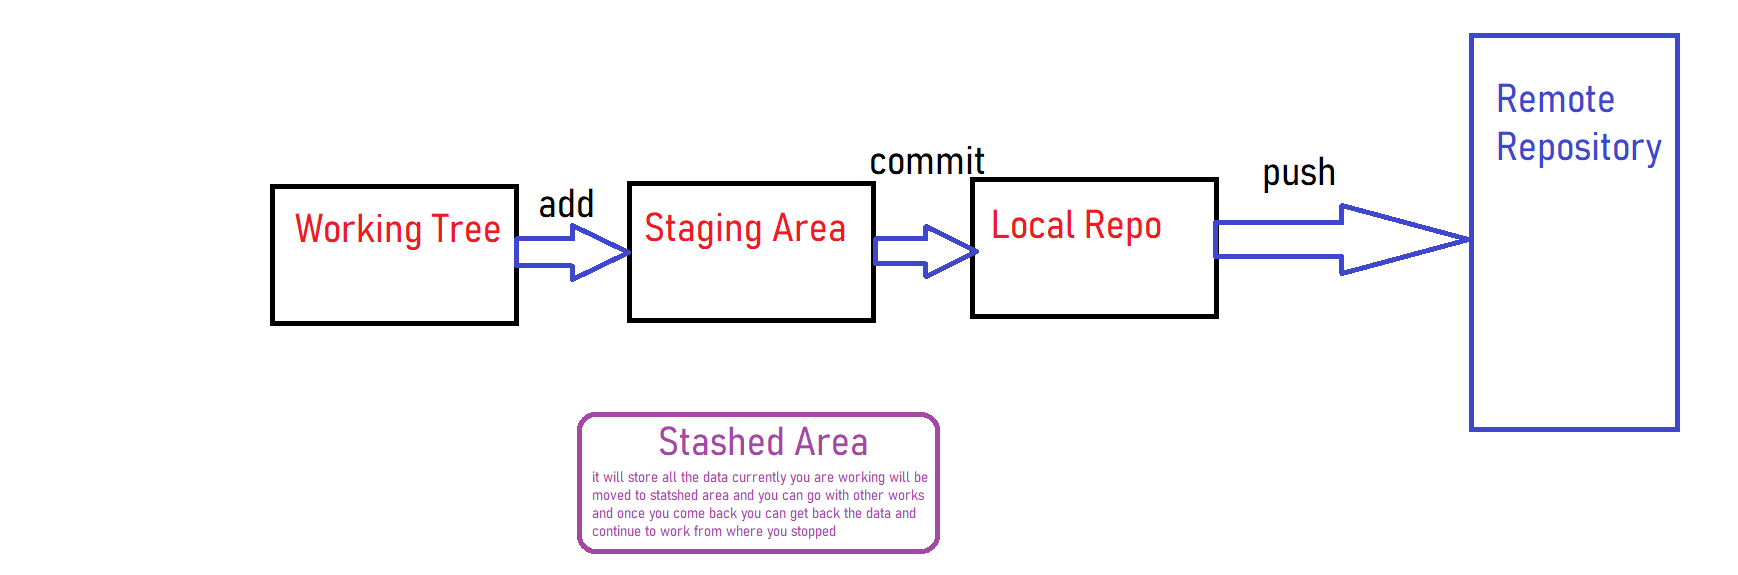 Remote
Repository
commit
push
add
Working Tree
Staging Area
Local Repo
Stashed Area
it will store all the data currently you are working will be
moved to statshed area and you can go with other works
and once you come back you can get back the data and
continue to work from where you stopped